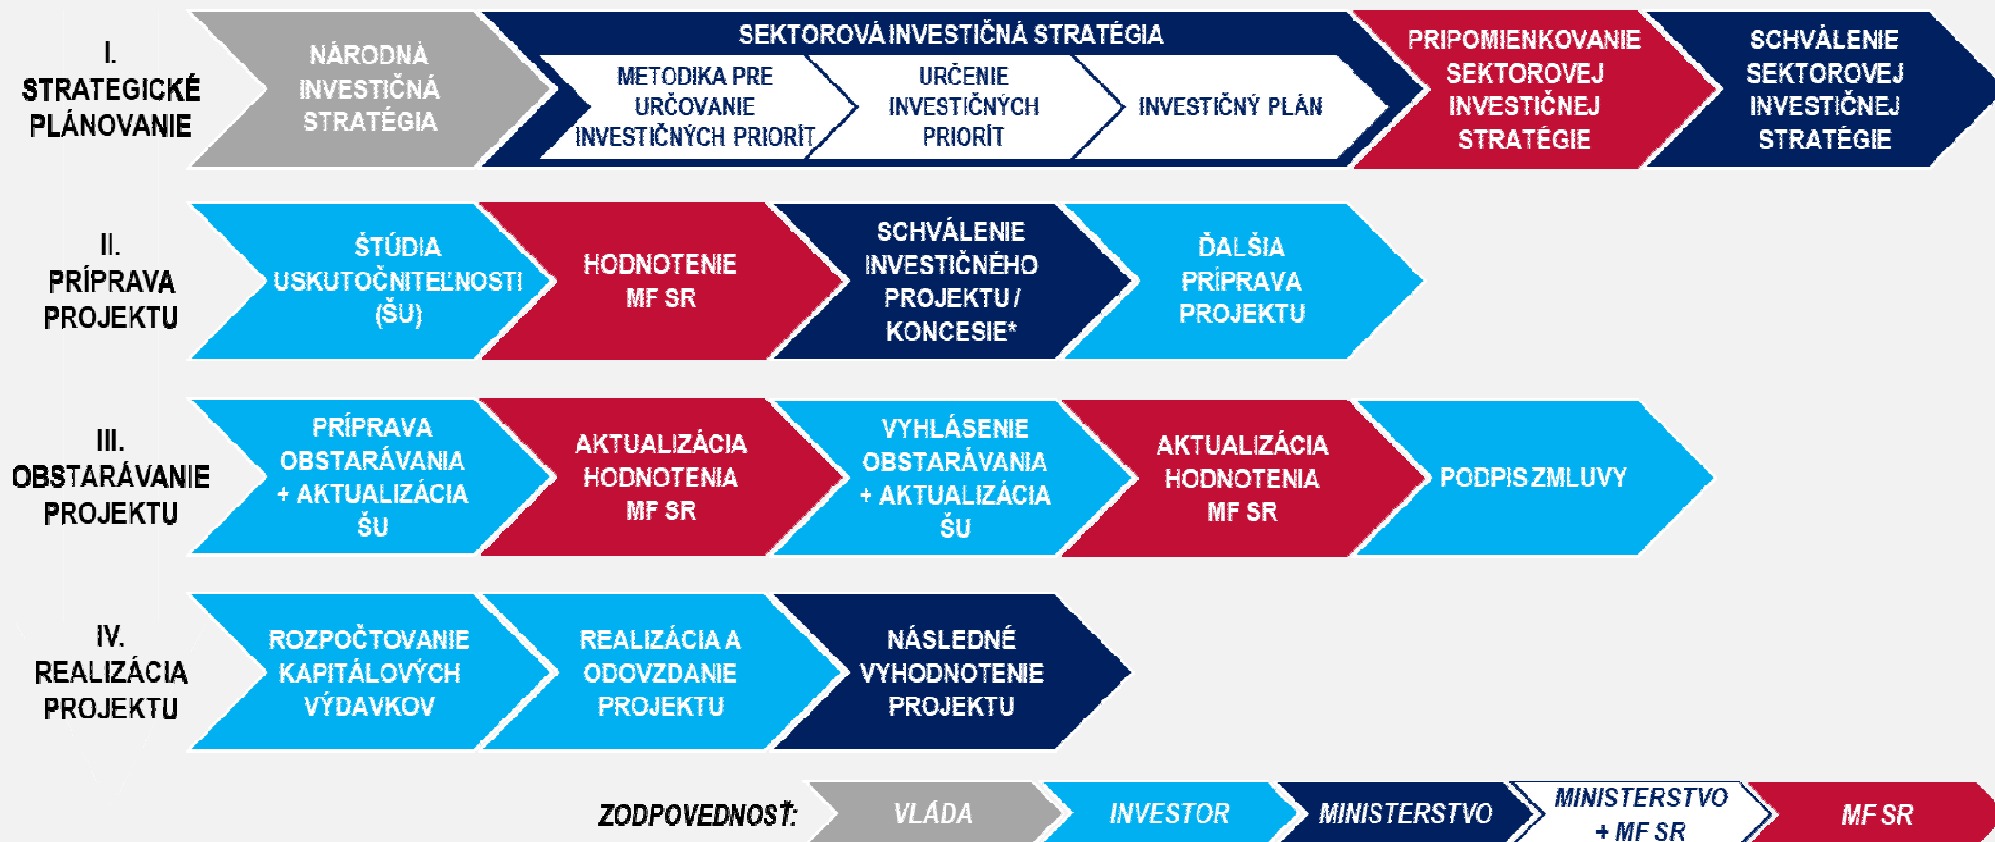 I.
STRATEGICKÉ
PLÁNOVANIE
NÁRODNÁ
INVESTIČNÁ
STRATÉGIA
SEKTOROVÁ INVESTIČNÁ STRATÉGIA
METODIKA PRE
URČOVANIE
INVESTIČNÝCH PRIORÍT
URČENIE
INVESTIČNÝCH
PRIORÍT
INVESTIČNÝ PLÁN
PRIPOMIENKOVANIE
SEKTOROVEJ
INVESTIČNEJ
STRATÉGIE
SCHVÁLENIE
SEKTOROVEJ
INVESTIČNEJ
STRATÉGIE
II.
PRÍPRAVA
PROJEKTU
ŠTÚDIA
USKUTOČNITEĽNOSTI
(ŠU)
HODNOTENIE
MF SR
SCHVÁLENIE
INVESTIČNÉHO
PROJEKTU /
KONCESIE*
ĎALŠIA
PRÍPRAVA
PROJEKTU
III.
OBSTARÁVANIE
PROJEKTU
PRÍPRAVA
OBSTARÁVANIA
+ AKTUALIZÁCIA
ŠU
AKTUALIZÁCIA
HODNOTENIA
MF SR
VYHLÁSENIE
OBSTARÁVANIA
+ AKTUALIZÁCIA
ŠU
AKTUALIZÁCIA
HODNOTENIA
MF SR
PODPIS ZMLUVY
IV.
REALIZÁCIA
PROJEKTU
ROZPOČTOVANIE
KAPITÁLOVÝCH
VÝDAVKOV
REALIZÁCIA A
ODOVZDANIE
PROJEKTU
NÁSLEDNÉ
VYHODNOTENIE
PROJEKTU
ZODPOVEDNOSŤ:
VLÁDA
INVESTOR
MINISTERSTVO
MINISTERSTVO
+ MF SR
MF SR